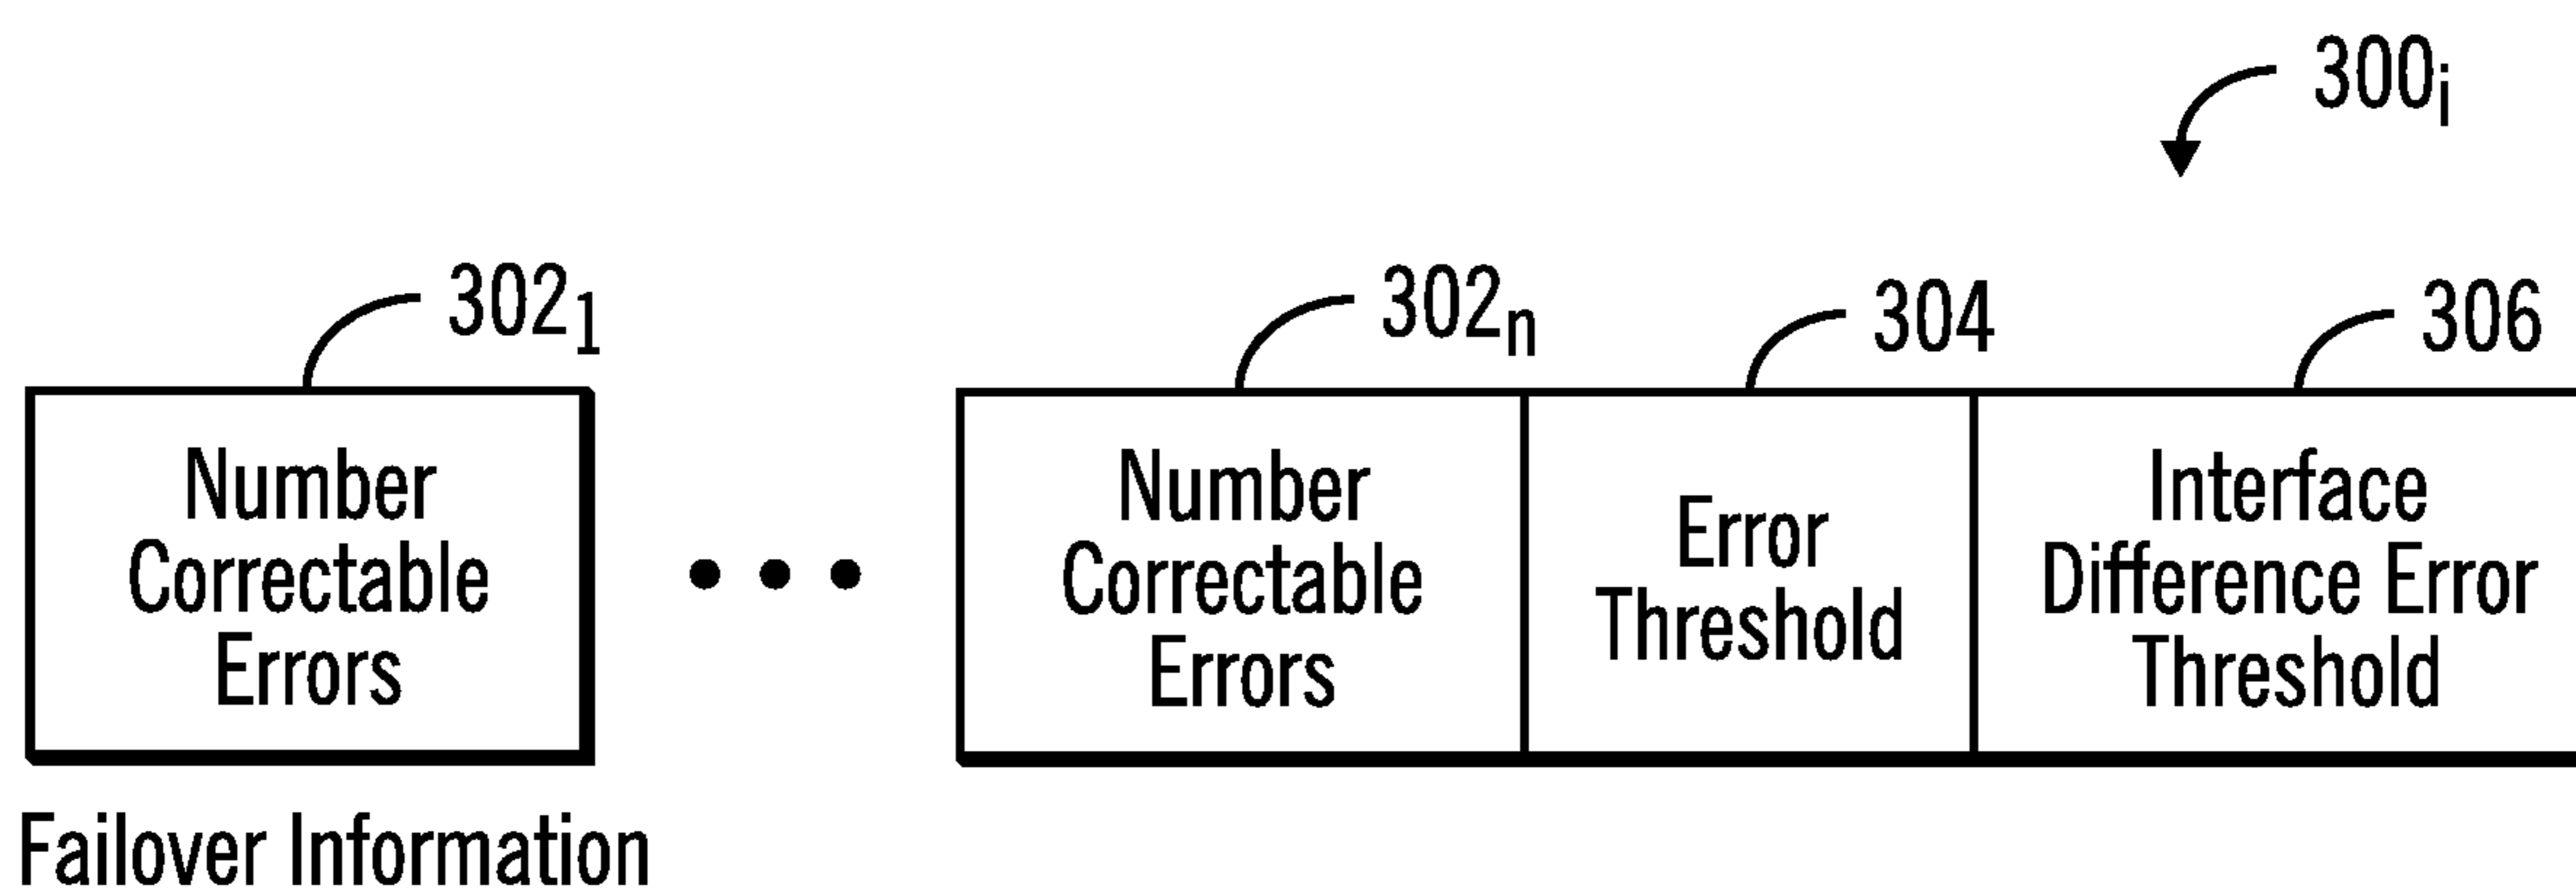 300i
3021
302n
304
306
Number
Correctable
Errors
Number
Correctable
Errors
Error
Threshold
Interface
Difference Error
Threshold
Failover Information